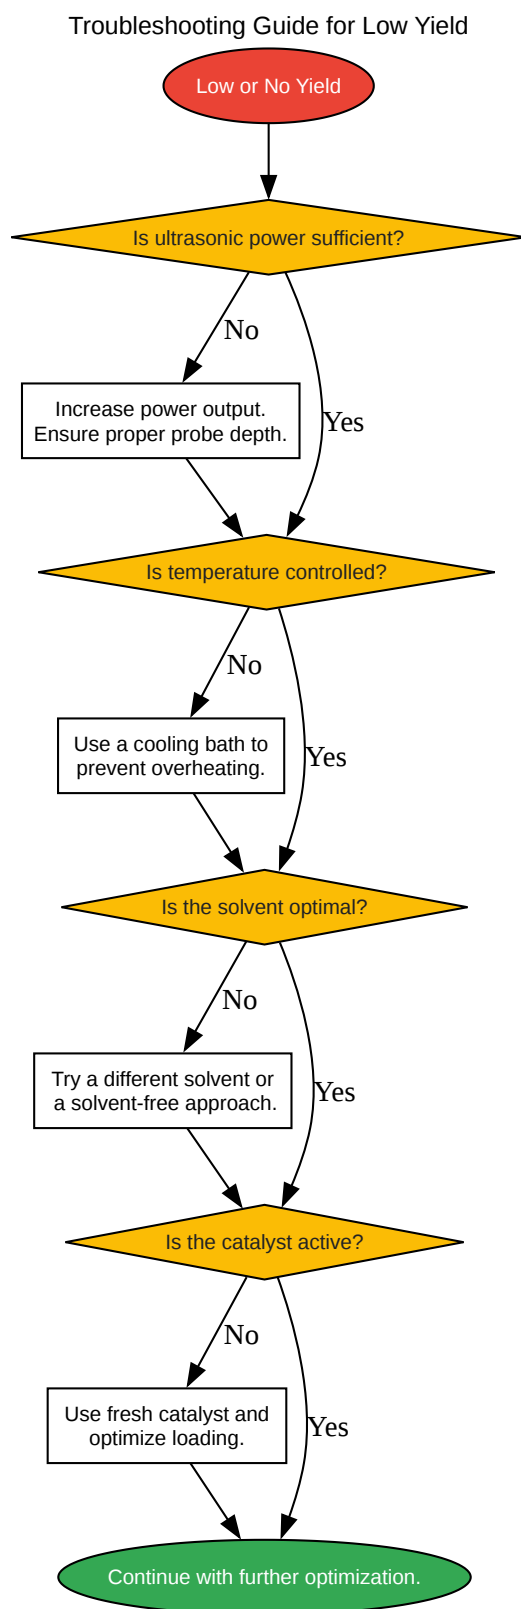 Troubleshooting Guide for Low Yield
Low or No Yield
Is ultrasonic power sufficient?
No
Increase power output.
Ensure proper probe depth.
Yes
Is temperature controlled?
No
Use a cooling bath to
prevent overheating.
Yes
Is the solvent optimal?
No
Try a different solvent or
a solvent-free approach.
Yes
Is the catalyst active?
No
Use fresh catalyst and
optimize loading.
Yes
Continue with further optimization.